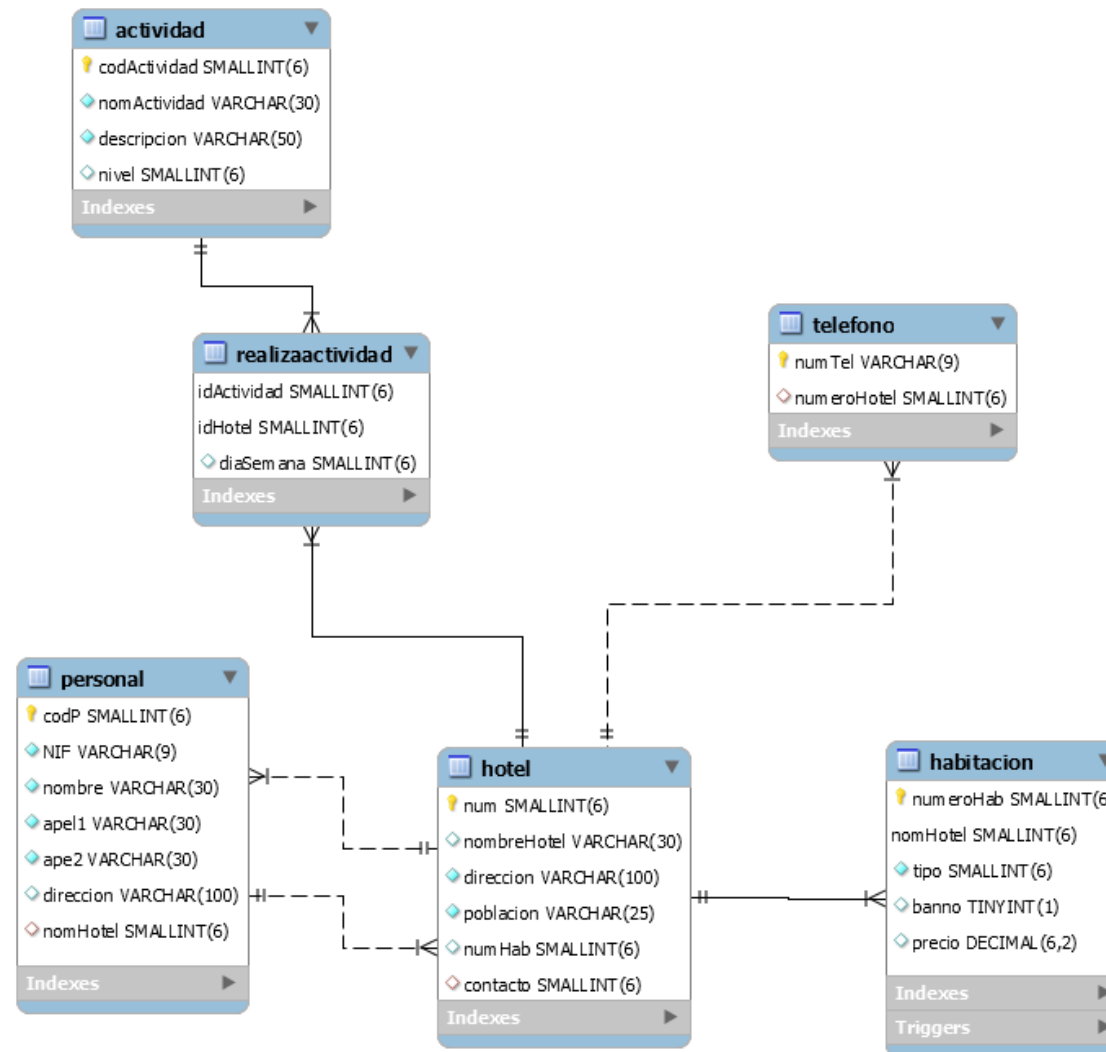 actividad
codActividad SMALLINT(6)
nomActividad VARCHAR(30)
descripcion VARCHAR(50)
nivel SMALLINT(6)
Indexes
realizaactividad
idActividad SMALLINT(6)
idHotel SMALLINT(6)
diaSemana SMALLINT(6)
Indexes
telefono
numTel VARCHAR(9)
numeroHotel SMALLINT(6)
Indexes
personal
codP SMALLINT(6)
NIF VARCHAR(9)
nombre VARCHAR(30)
apel1 VARCHAR(30)
ape2 VARCHAR(30)
direccion VARCHAR(100)
nomHotel SMALLINT(6)
Indexes
hotel
num SMALLINT(6)
nombreHotel VARCHAR(30)
direccion VARCHAR(100)
poblacion VARCHAR(25)
numHab SMALLINT(6)
contacto SMALLINT(6)
Indexes
habitacion
numeroHab SMALLINT(6
nomHotel SMALLINT(6)
tipo SMALLINT(6)
banno TINYINT(1)
precio DECIMAL(6,2)
Indexes
Triggers